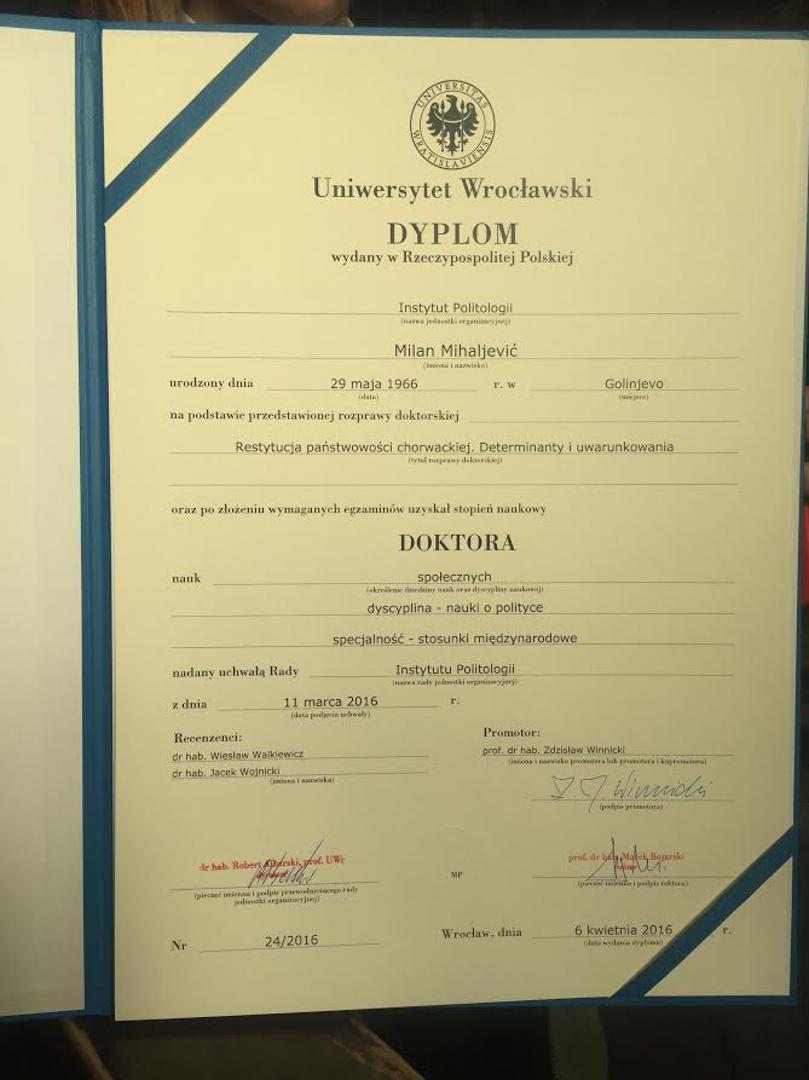 UNIVERSITAS WRATISLAVIENSIS
Uniwersytet Wrocławski
DYPLOM
wydany w Rzeczypospolitej Polskiej
Instytut Politologii
(nazwa jednostki organizacyjnej)
Milan Mihaljević
(imiona i nazwisko)
urodzony dnia 29 maja 1966 r. w Golinjevo
(data) (miejsce)
na podstawie przedstawionej rozprawy doktorskiej
Restytucja państwowości chorwackiej. Determinanty i uwarunkowania
(tytuł rozprawy doktorskiej)
oraz po złożeniu wymaganych egzaminów uzyskał stopień naukowy
DOKTORA
nauk społecznych
(określenie dziedziny nauk oraz dyscypliny naukowej)
dyscyplina - nauki o polityce
specjalność - stosunki międzynarodowe
nadany uchwałą Rady Instytutu Politologii
(nazwa rady jednostki organizacyjnej)
z dnia 11 marca 2016 r.
(data podjęcia uchwały)
Recenzenci:
dr hab. Wiesław Walkiewicz
dr hab. Jacek Wojnicki
(imiona i nazwiska)
Promotor:
prof. dr hab. Zdzisław Winnicki
(imiona i nazwisko promotora lub promotora i kopromotora)
Z. J. Winnicki
(podpis promotora)
dr hab. Robert Alberski, prof. UWr
(pieczęć imienna i podpis przewodniczącego rady
jednostki organizacyjnej)
MP
prof. dr hab. Marek Bojarski
(pieczęć imienna i podpis rektora)
Nr 24/2016
Wrocław, dnia 6 kwietnia 2016 r.
(data wydania dyplomu)